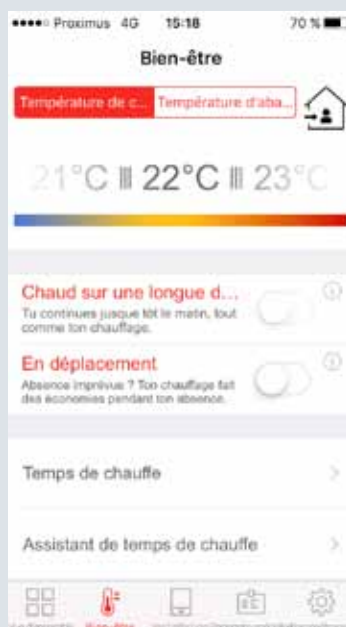 Proximus 4G 15:18 70 %
Bien-être
Température de c... Température d'aba...
21°C 22°C 23°C
Chaud sur une longue d...
Tu continues jusque tôt le matin, tout
comme ton chauffage.
En déplacement
Absence imprévue ? Ton chauffage fait
des économies pendant ton absence.
Temps de chauffe
Assistant de temps de chauffe
Bien-être